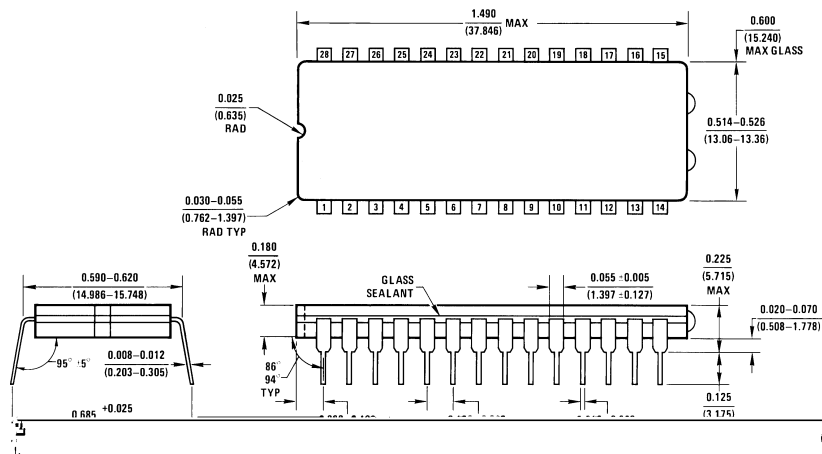 1.490
(37.846)
MAX
0.600
(15.240)
MAX GLASS
28 27 26 25 24 23 22 21 20 19 18 17 16 15
0.025
(0.635)
RAD
0.514–0.526
(13.06–13.36)
0.030–0.055
(0.762–1.397)
RAD TYP
1 2 3 4 5 6 7 8 9 10 11 12 13 14
0.180
(4.572)
MAX
0.225
(5.715)
MAX
0.590–0.620
(14.986–15.748)
GLASS
SEALANT
0.055 ±0.005
(1.397 ±0.127)
0.020–0.070
(0.508–1.778)
95° ±5°
0.008–0.012
(0.203–0.305)
86°
94°
TYP
0.125
(3.175)
0.685 +0.025